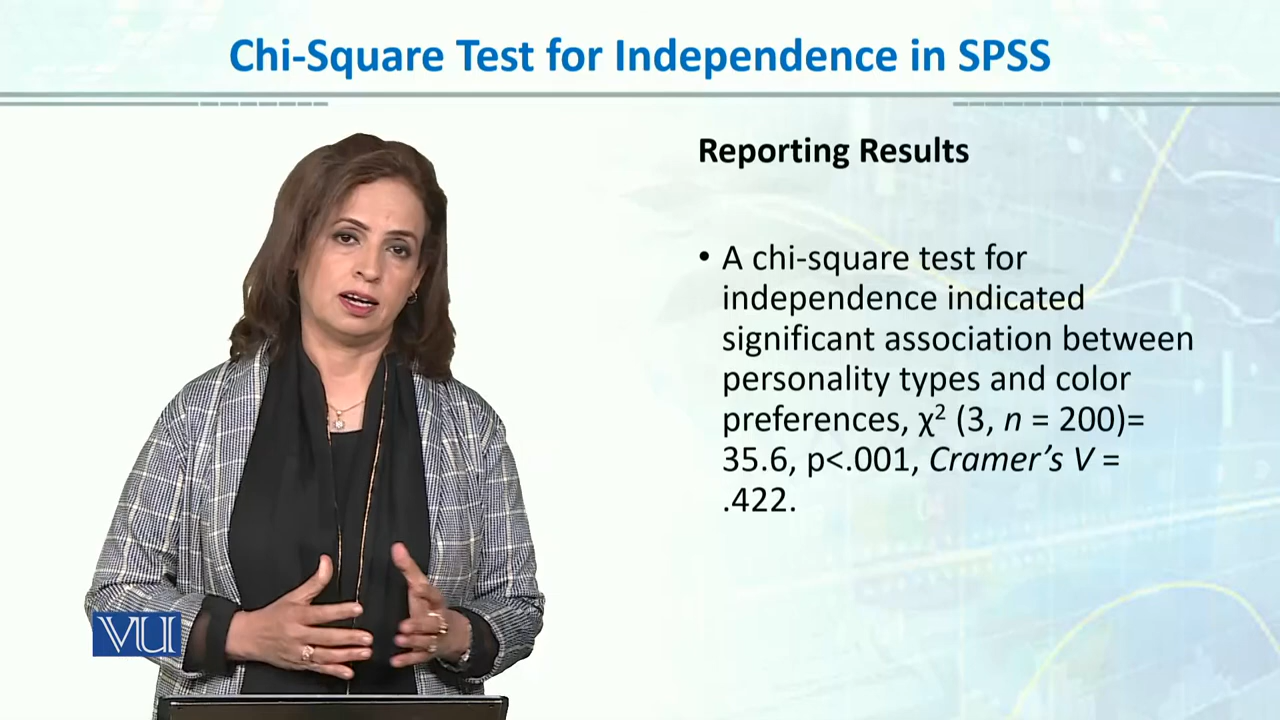 Chi-Square Test for Independence in SPSS
Reporting Results
• A chi-square test for
independence indicated
significant association between
personality types and color
preferences, χ² (3, n = 200)=
35.6, p<.001, Cramer’s V =
.422.
VU